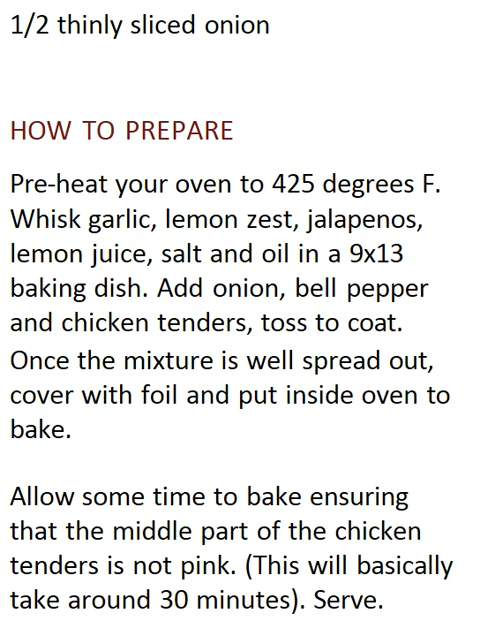 1/2 thinly sliced onion
HOW TO PREPARE
Pre-heat your oven to 425 degrees F.
Whisk garlic, lemon zest, jalapenos,
lemon juice, salt and oil in a 9x13
baking dish. Add onion, bell pepper
and chicken tenders, toss to coat.
Once the mixture is well spread out,
cover with foil and put inside oven to
bake.
Allow some time to bake ensuring
that the middle part of the chicken
tenders is not pink. (This will basically
take around 30 minutes). Serve.